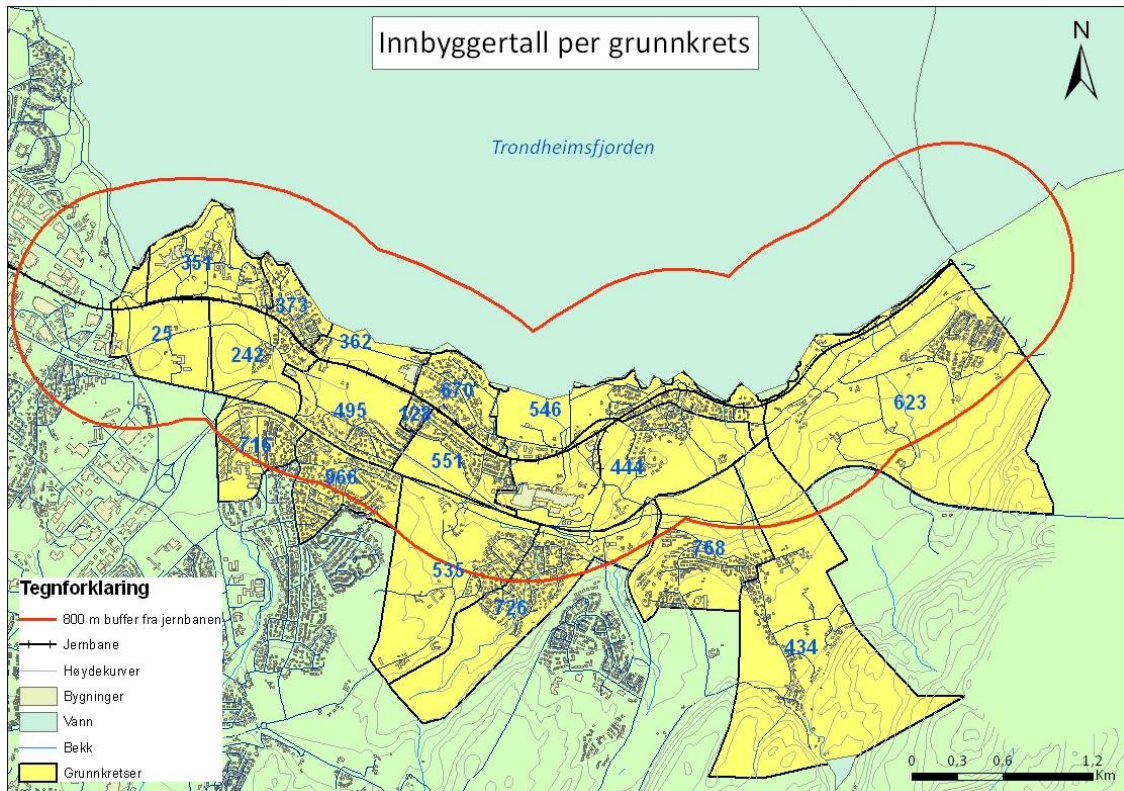 Innbyggertall per grunnkrets
N
Trondheimsfjorden
351
373
25
242
362
670
495
128
546
623
716
551
444
966
535
768
726
434
Tegnforklaring
800 m buffer fra jernbanen
Jernbane
Høydekurver
Bygninger
Vann
Bekk
Grunnkretser
0 0,3 0,6 1,2
Km